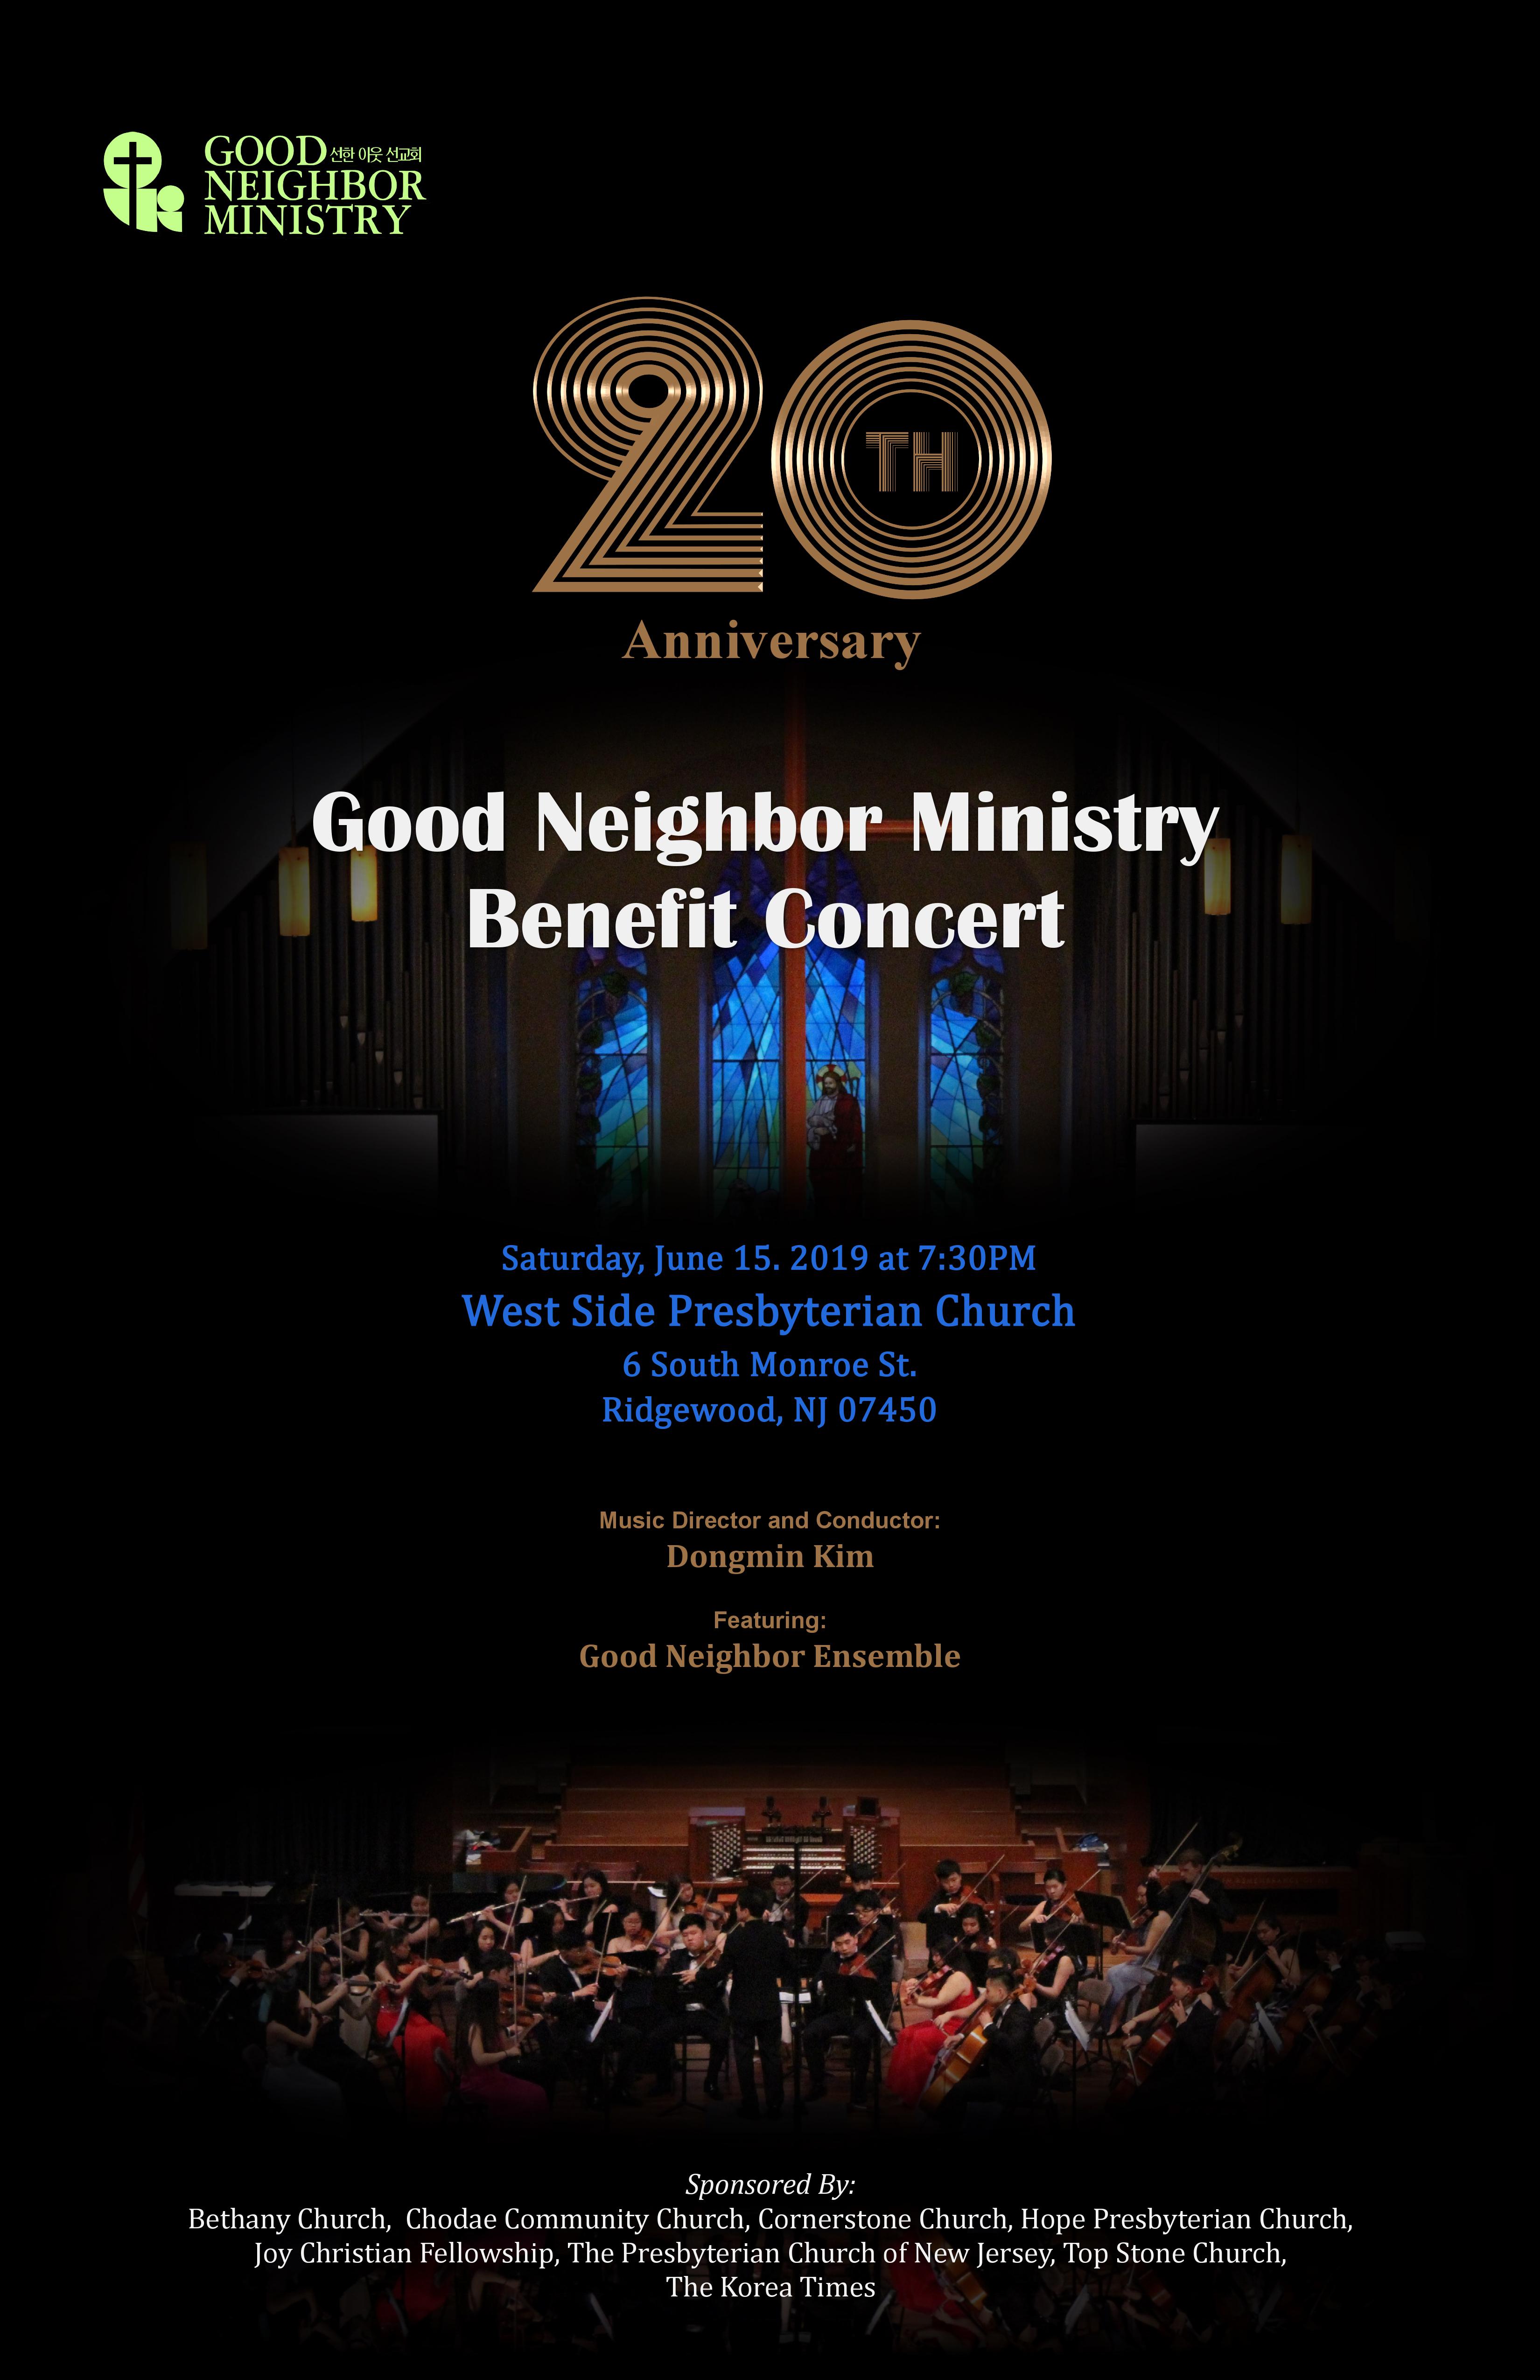 GOOD 선한 이웃 선교회
NEIGHBOR
MINISTRY
20TH
Anniversary
Good Neighbor Ministry
Benefit Concert
Saturday, June 15. 2019 at 7:30PM
West Side Presbyterian Church
6 South Monroe St.
Ridgewood, NJ 07450
Music Director and Conductor:
Dongmin Kim
Featuring:
Good Neighbor Ensemble
Sponsored By:
Bethany Church, Chodae Community Church, Cornerstone Church, Hope Presbyterian Church,
Joy Christian Fellowship, The Presbyterian Church of New Jersey, Top Stone Church,
The Korea Times